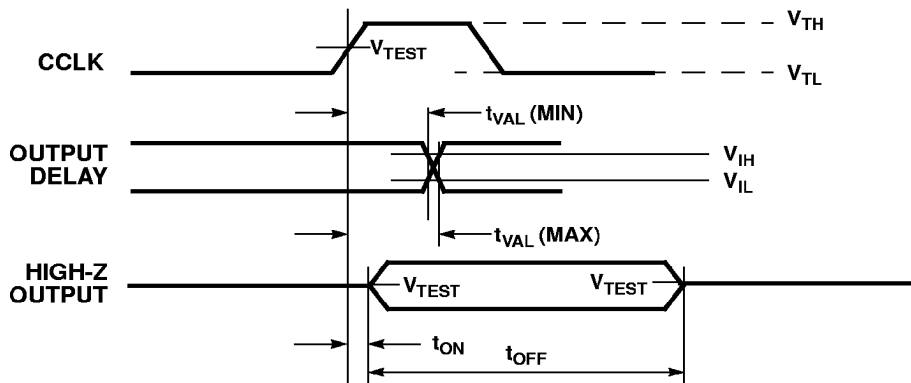 V_TH
CCLK
V_TEST
V_TL
t_VAL (MIN)
OUTPUT
DELAY
V_IH
V_IL
t_VAL (MAX)
HIGH-Z
OUTPUT
V_TEST
V_TEST
t_ON
t_OFF